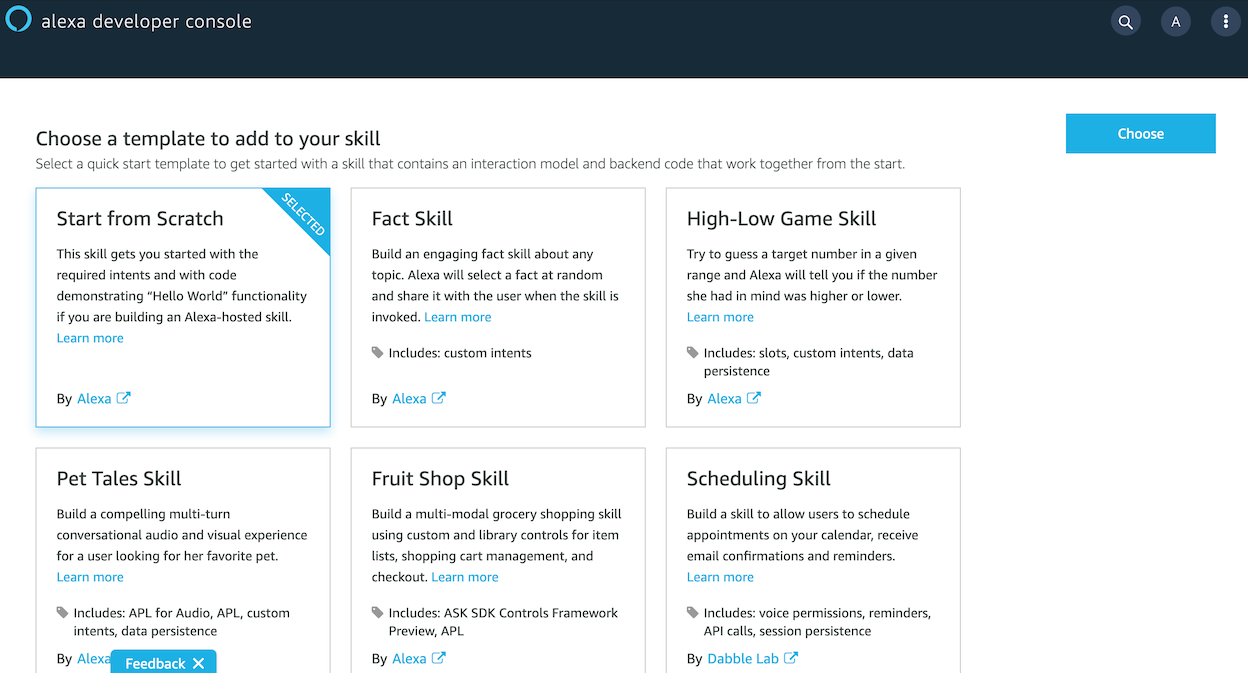 alexa developer console
A
Choose a template to add to your skill
Choose
Select a quick start template to get started with a skill that contains an interaction model and backend code that work together from the start.
Start from Scratch
SELECTED
This skill gets you started with the
required intents and with code
demonstrating “Hello World” functionality
if you are building an Alexa-hosted skill.
Learn more
By Alexa
Fact Skill
Build an engaging fact skill about any
topic. Alexa will select a fact at random
and share it with the user when the skill is
invoked. Learn more
Includes: custom intents
By Alexa
High-Low Game Skill
Try to guess a target number in a given
range and Alexa will tell you if the number
she had in mind was higher or lower.
Learn more
Includes: slots, custom intents, data
persistence
By Alexa
Pet Tales Skill
Build a compelling multi-turn
conversational audio and visual experience
for a user looking for her favorite pet.
Learn more
Includes: APL for Audio, APL, custom
intents, data persistence
By Alexa
Feedback
Fruit Shop Skill
Build a multi-modal grocery shopping skill
using custom and library controls for item
lists, shopping cart management, and
checkout. Learn more
Includes: ASK SDK Controls Framework
Preview, APL
By Alexa
Scheduling Skill
Build a skill to allow users to schedule
appointments on your calendar, receive
email confirmations and reminders.
Learn more
Includes: voice permissions, reminders,
API calls, session persistence
By Dabble Lab